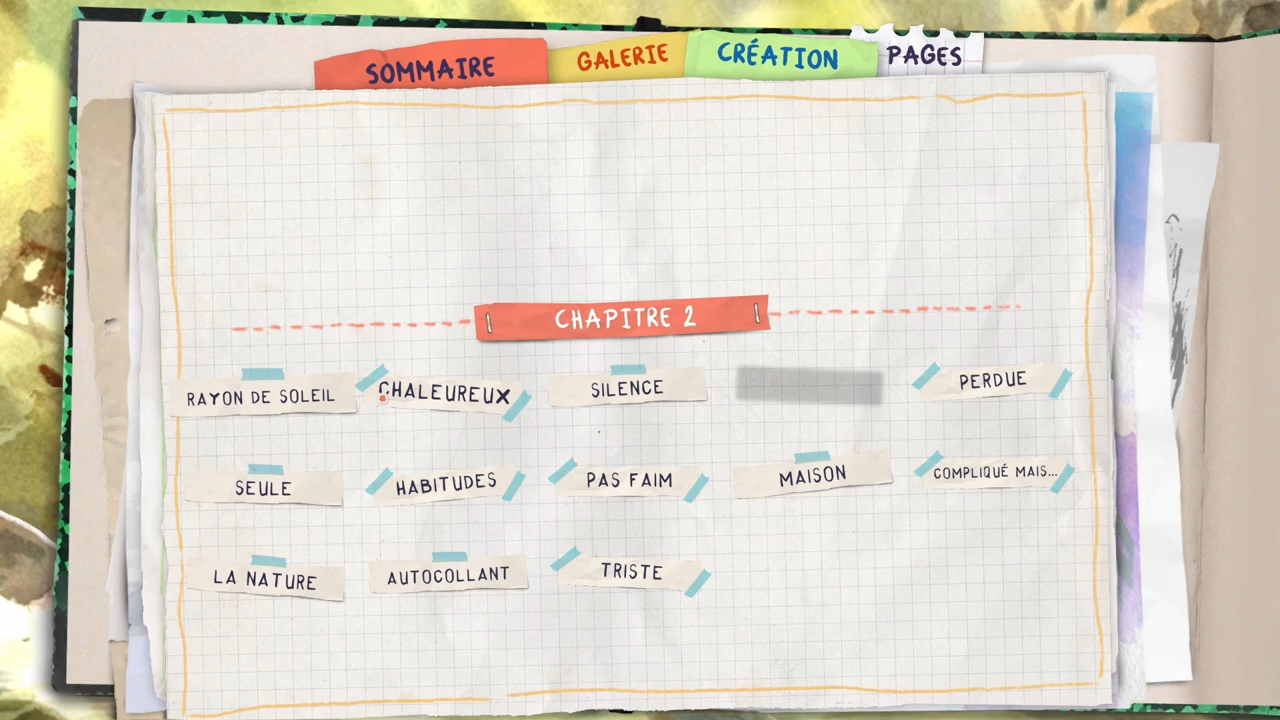 SOMMAIRE
GALERIE
CRÉATION
PAGES
CHAPITRE 2
RAYON DE SOLEIL
CHALEUREUX
SILENCE
PERDUE
SEULE
HABITUDES
PAS FAIM
MAISON
COMPLIQUÉ MAIS...
LA NATURE
AUTOCOLLANT
TRISTE